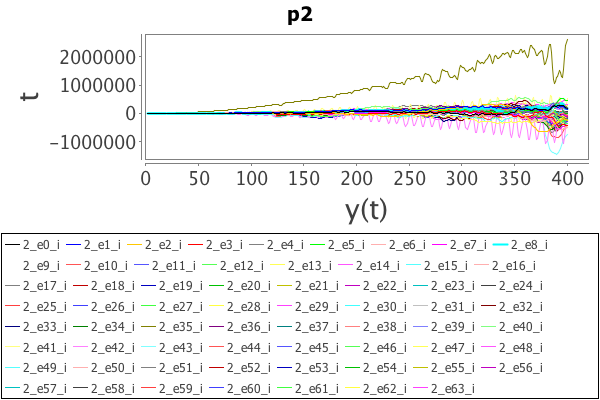 p2
2000000
1000000
0
−1000000
t
0 50 100 150 200 250 300 350 400
y(t)
2_e0_i 2_e1_i 2_e2_i 2_e3_i 2_e4_i 2_e5_i 2_e6_i 2_e7_i 2_e8_i
2_e9_i 2_e10_i 2_e11_i 2_e12_i 2_e13_i 2_e14_i 2_e15_i 2_e16_i
2_e17_i 2_e18_i 2_e19_i 2_e20_i 2_e21_i 2_e22_i 2_e23_i 2_e24_i
2_e25_i 2_e26_i 2_e27_i 2_e28_i 2_e29_i 2_e30_i 2_e31_i 2_e32_i
2_e33_i 2_e34_i 2_e35_i 2_e36_i 2_e37_i 2_e38_i 2_e39_i 2_e40_i
2_e41_i 2_e42_i 2_e43_i 2_e44_i 2_e45_i 2_e46_i 2_e47_i 2_e48_i
2_e49_i 2_e50_i 2_e51_i 2_e52_i 2_e53_i 2_e54_i 2_e55_i 2_e56_i
2_e57_i 2_e58_i 2_e59_i 2_e60_i 2_e61_i 2_e62_i 2_e63_i